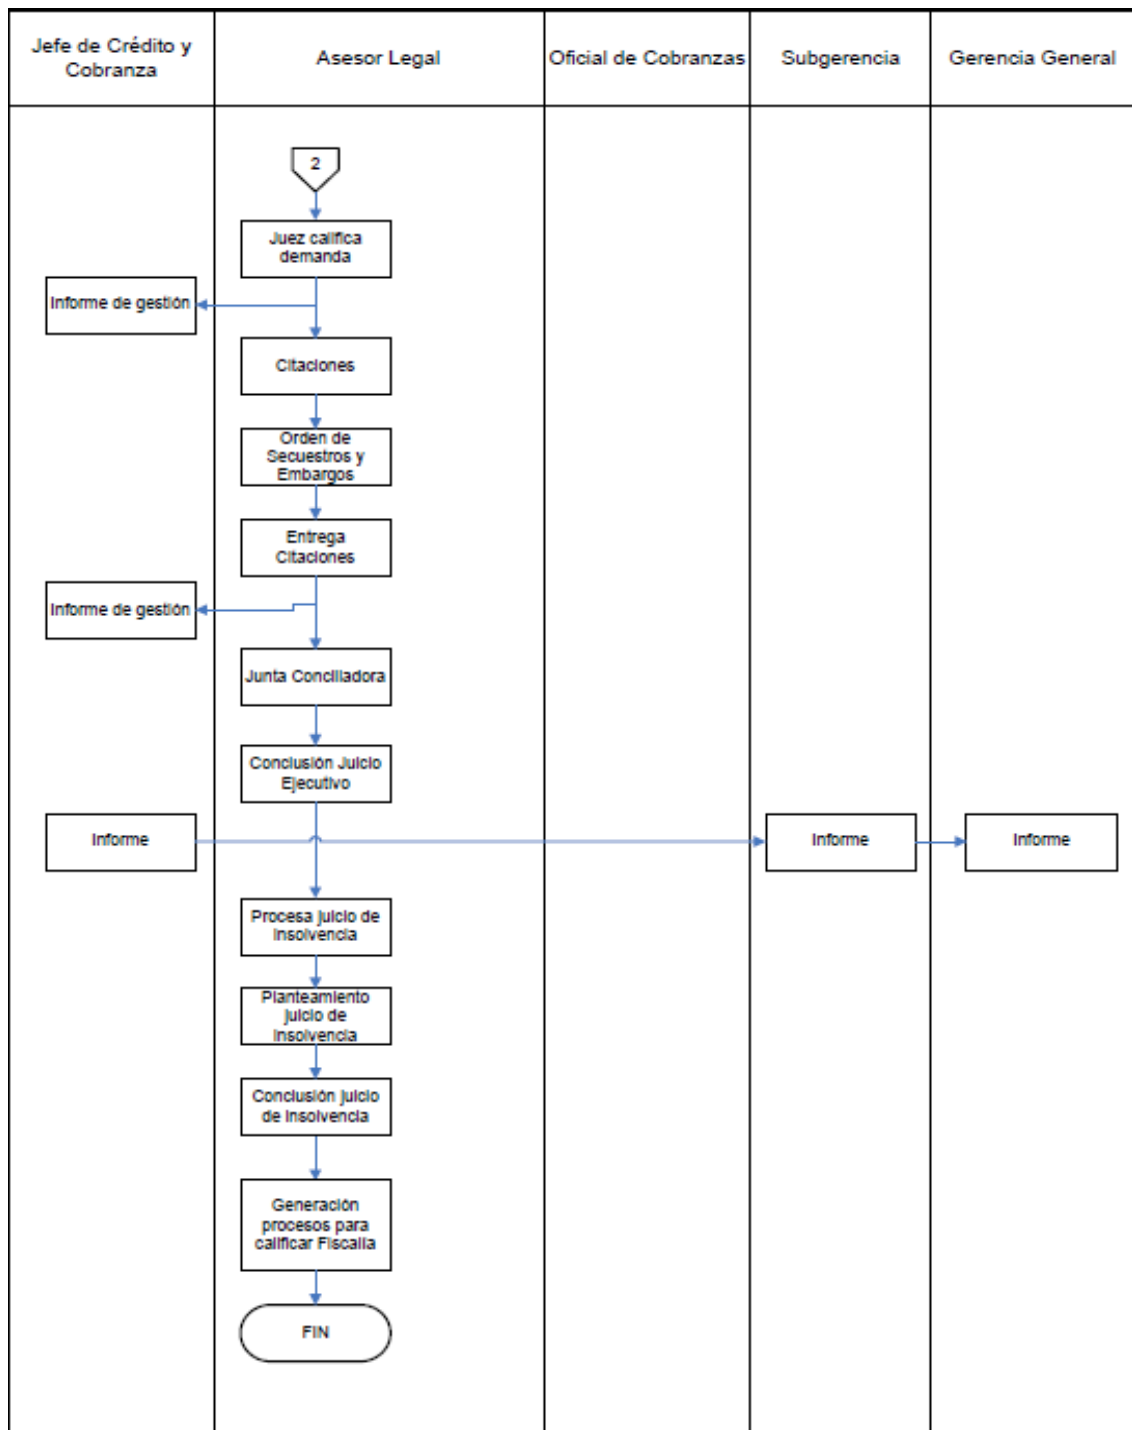 Jefe de Crédito y
Cobranza
Asesor Legal
Oficial de Cobranzas
Subgerencia
Gerencia General
2
Juez califica
demanda
Informe de gestión
Citaciones
Orden de
Secuestros y
Embargos
Entrega
Citaciones
Informe de gestión
Junta Conciliadora
Conclusión Juicio
Ejecutivo
Informe
Informe
Informe
Procesa juicio de
Insolvencia
Planteamiento
juicio de
Insolvencia
Conclusión juicio
de Insolvencia
Generación
procesos para
calificar Fiscalía
FIN